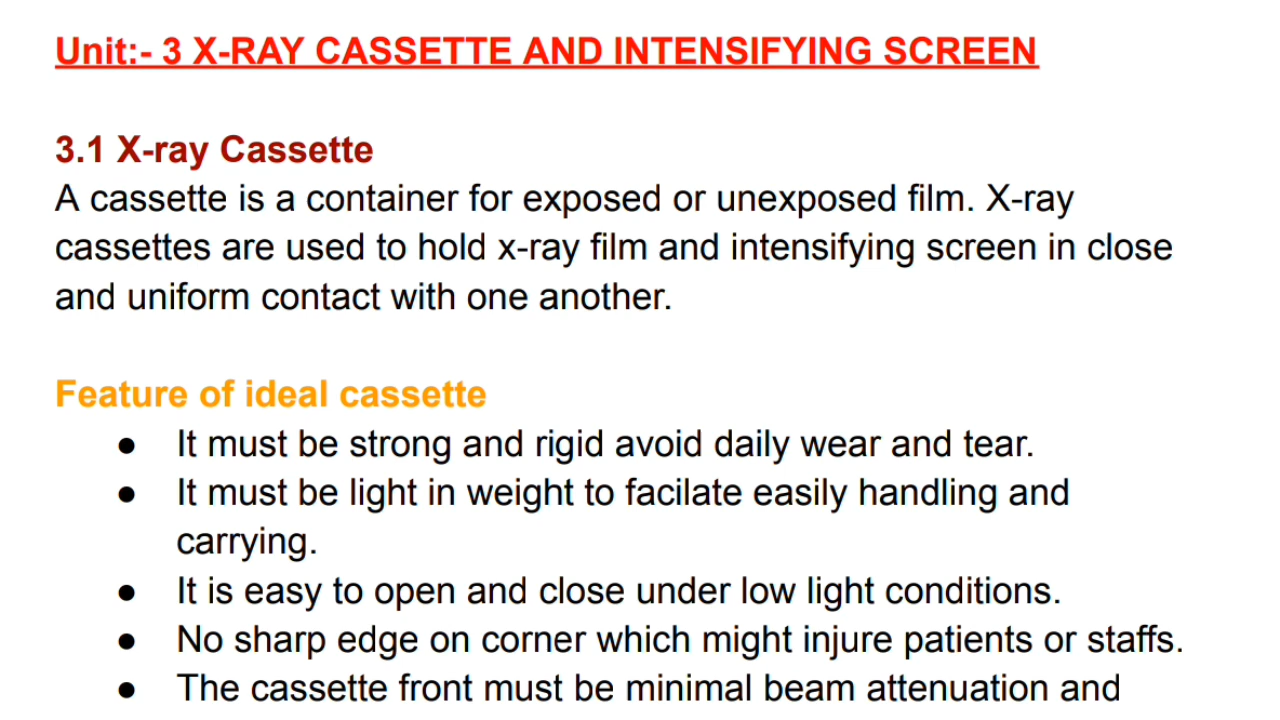 Unit:- 3 X-RAY CASSETTE AND INTENSIFYING SCREEN
3.1 X-ray Cassette
A cassette is a container for exposed or unexposed film. X-ray
cassettes are used to hold x-ray film and intensifying screen in close
and uniform contact with one another.
Feature of ideal cassette
● It must be strong and rigid avoid daily wear and tear.
● It must be light in weight to facilate easily handling and
carrying.
● It is easy to open and close under low light conditions.
● No sharp edge on corner which might injure patients or staffs.
● The cassette front must be minimal beam attenuation and